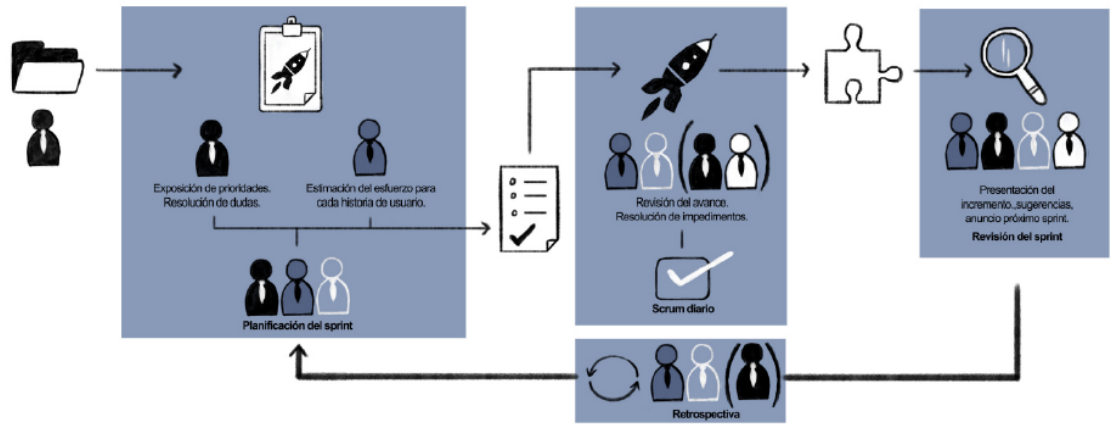 Exposición de prioridades.
Resolución de dudas.
Estimación del esfuerzo para
cada historia de usuario.
Planificación del sprint
Revisión del avance.
Resolución de impedimentos.
Scrum diario
Presentación del
incremento.,sugerencias,
anuncio próximo sprint.
Revisión del sprint
Retrospectiva